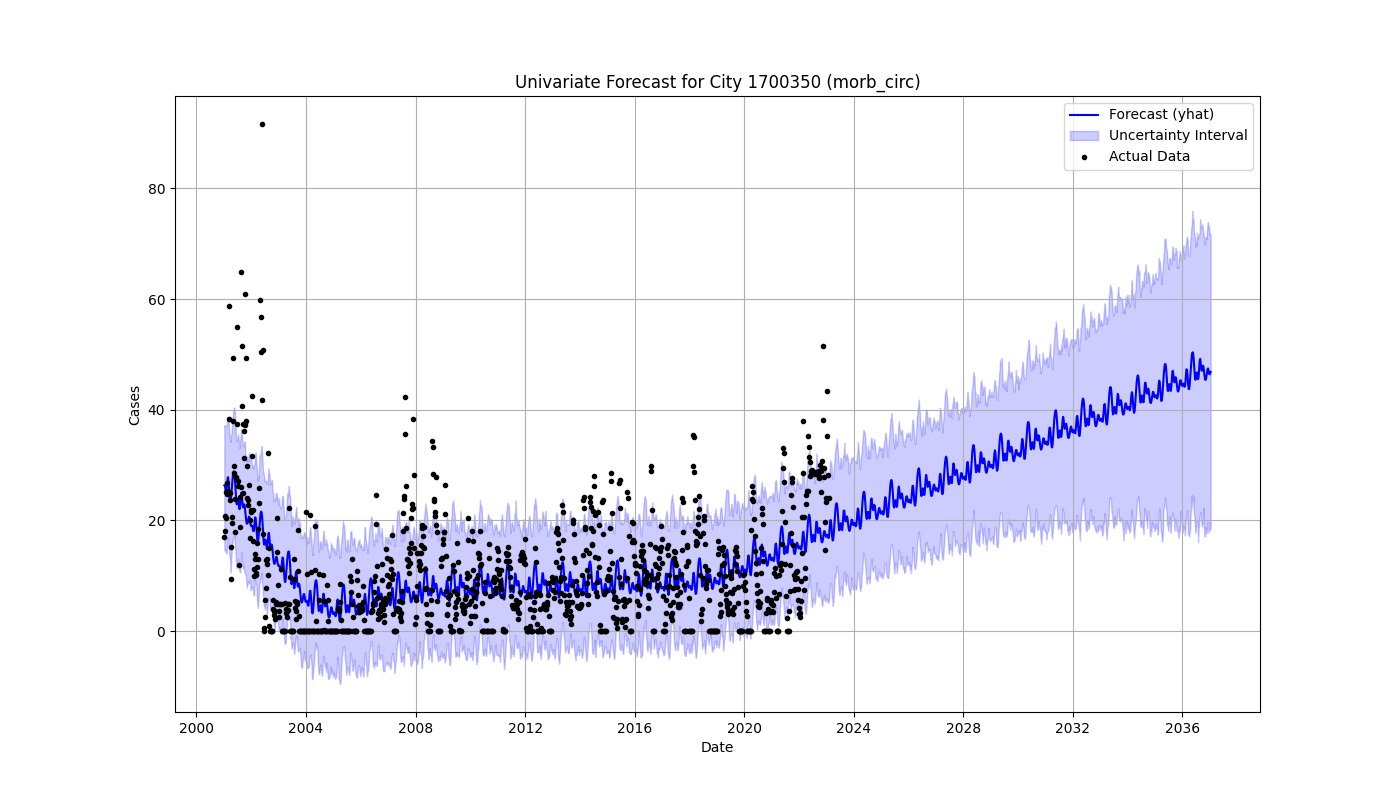 Univariate Forecast for City 1700350 (morb_circ)
Forecast (yhat)
Uncertainty Interval
Actual Data
Cases
80
60
40
20
0
2000 2004 2008 2012 2016 2020 2024 2028 2032 2036
Date